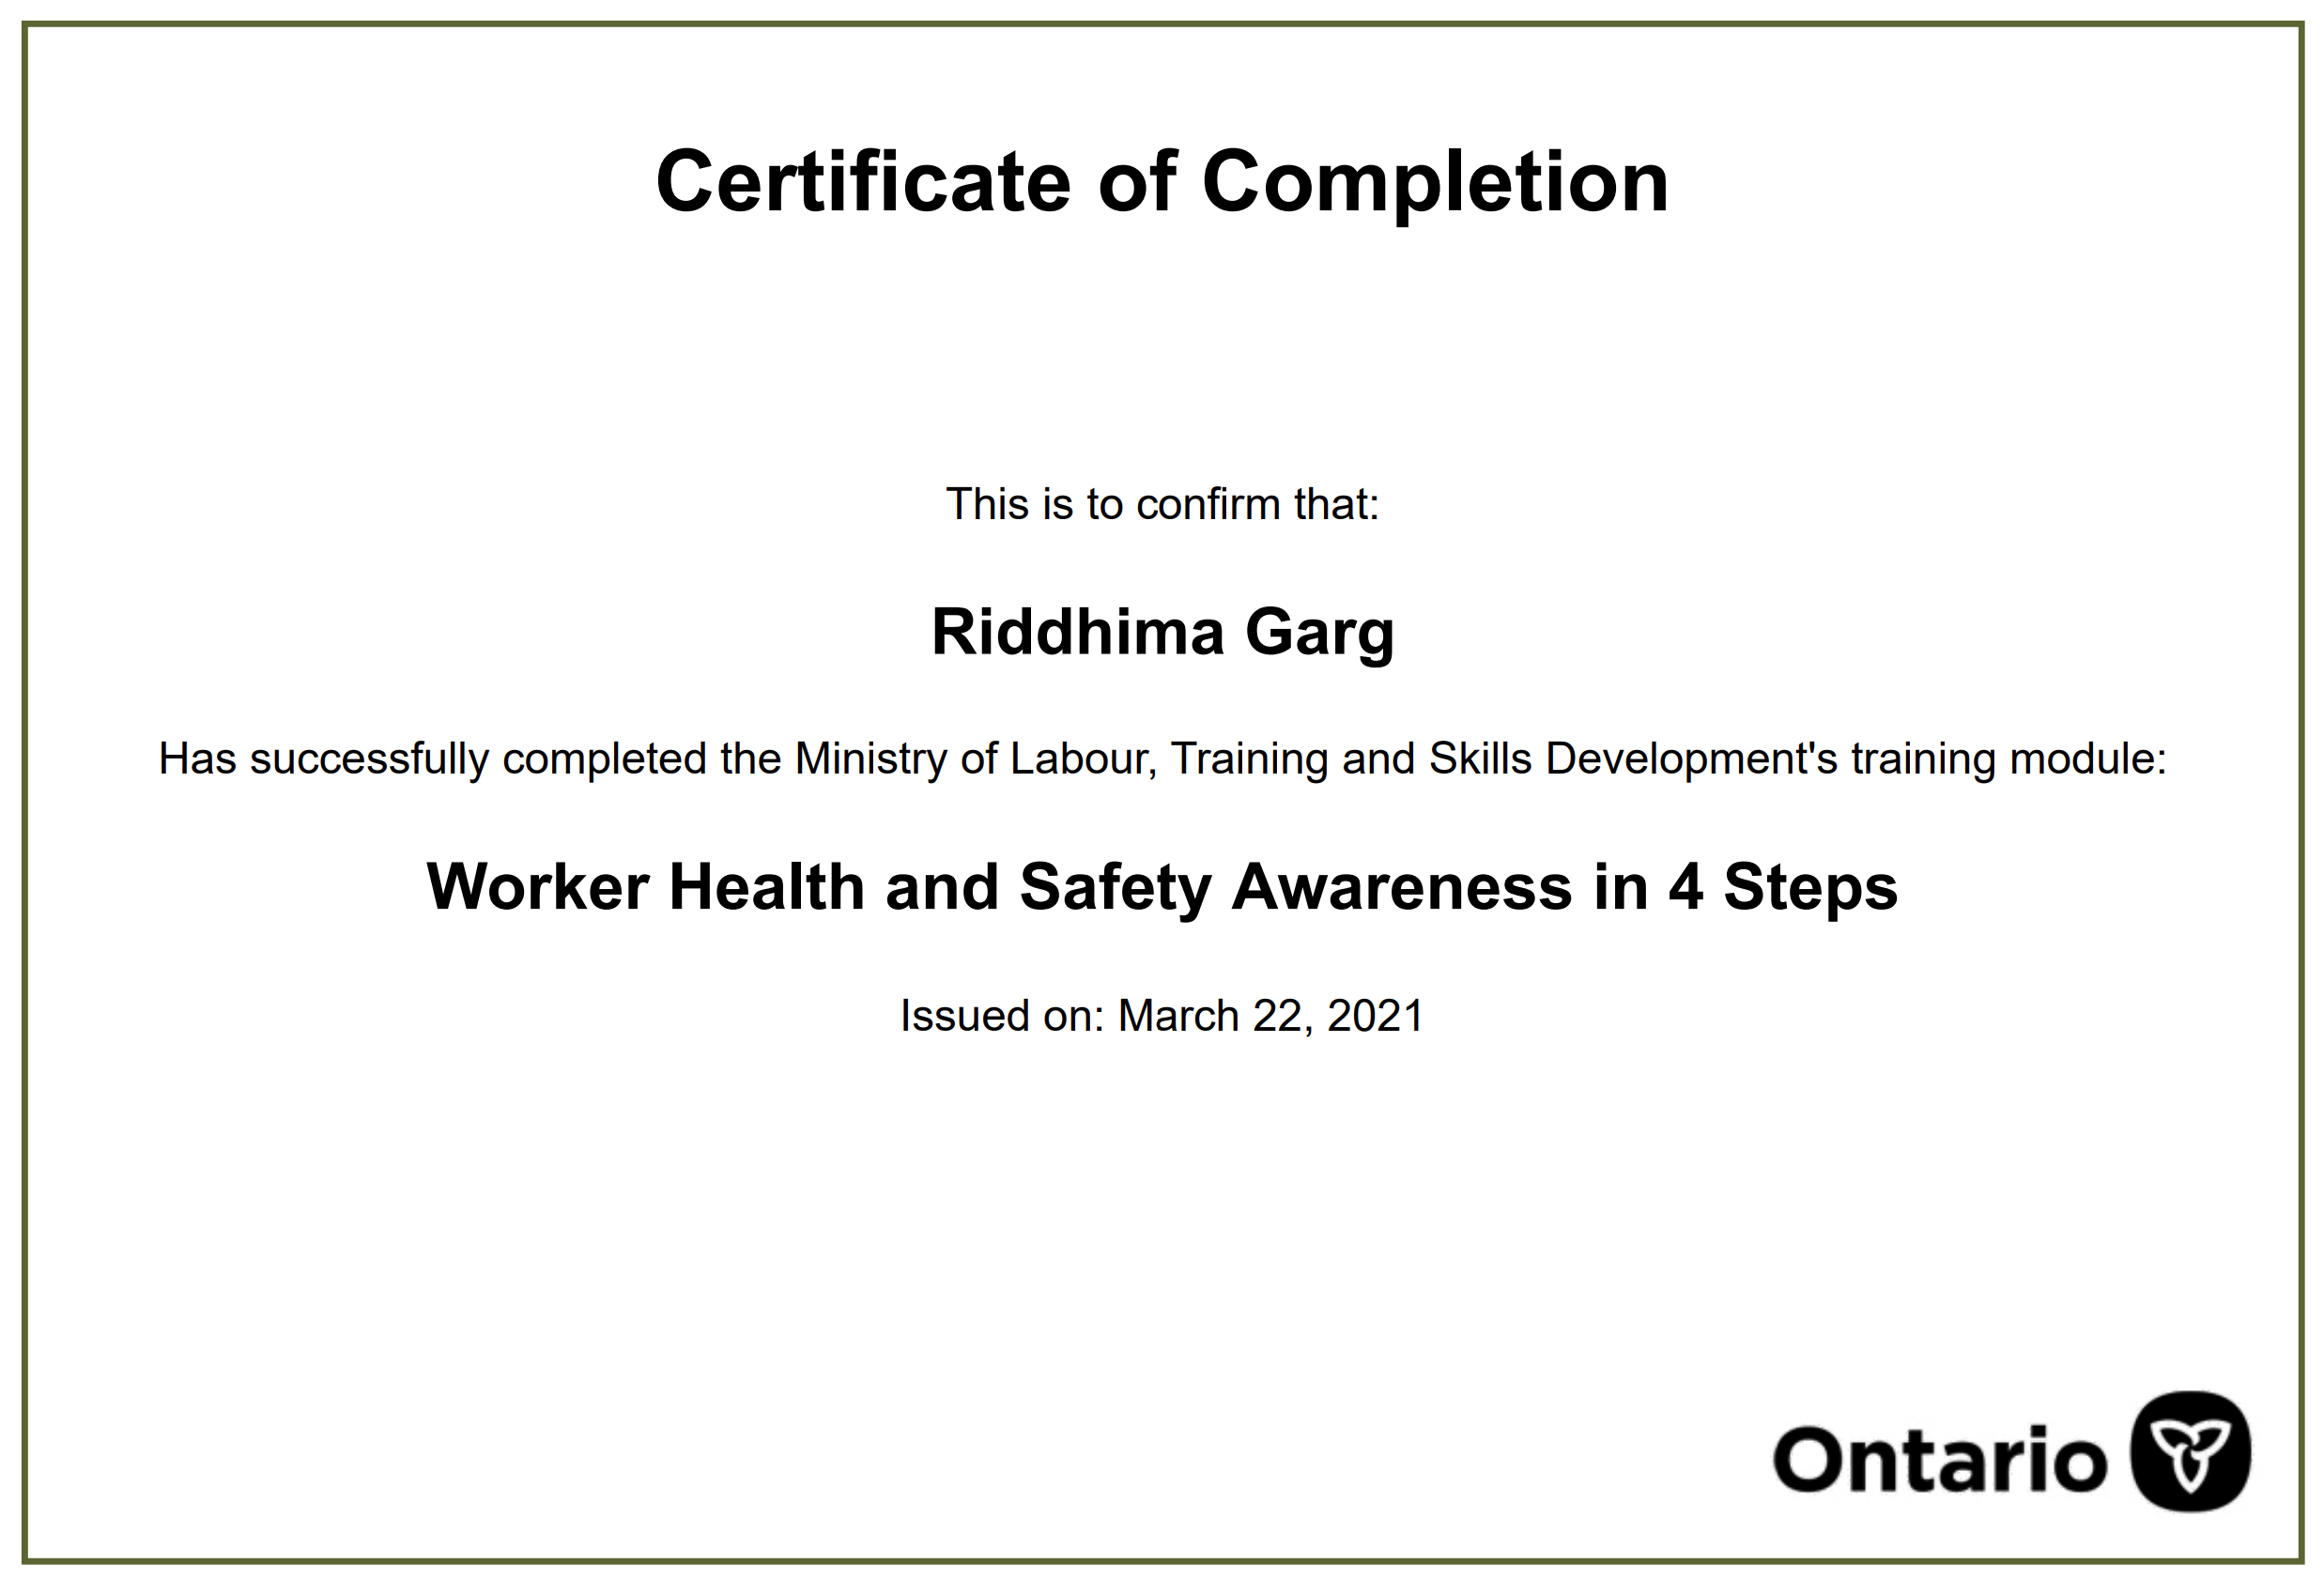 Certificate of Completion
This is to confirm that:
Riddhima Garg
Has successfully completed the Ministry of Labour, Training and Skills Development's training module:
Worker Health and Safety Awareness in 4 Steps
Issued on: March 22, 2021
Ontario